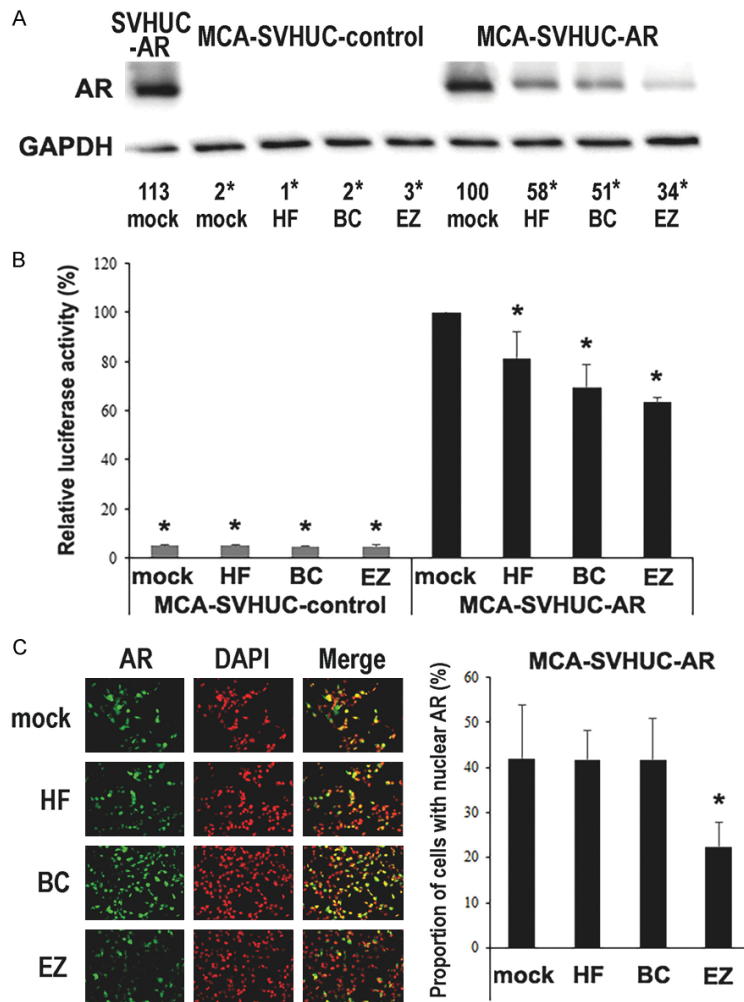 A
SVHUC
-AR
MCA-SVHUC-control
MCA-SVHUC-AR
AR
GAPDH
113 2* 1* 2* 3* 100 58* 51* 34*
mock mock HF BC EZ mock HF BC EZ
B
Relative luciferase activity (%)
120
100
80
60
40
20
0
* * * * * * *
mock HF BC EZ mock HF BC EZ
MCA-SVHUC-control MCA-SVHUC-AR
C
AR DAPI Merge
mock
HF
BC
EZ
MCA-SVHUC-AR
Proportion of cells with nuclear AR (%)
60
50
40
30
20
10
0
*
mock HF BC EZ